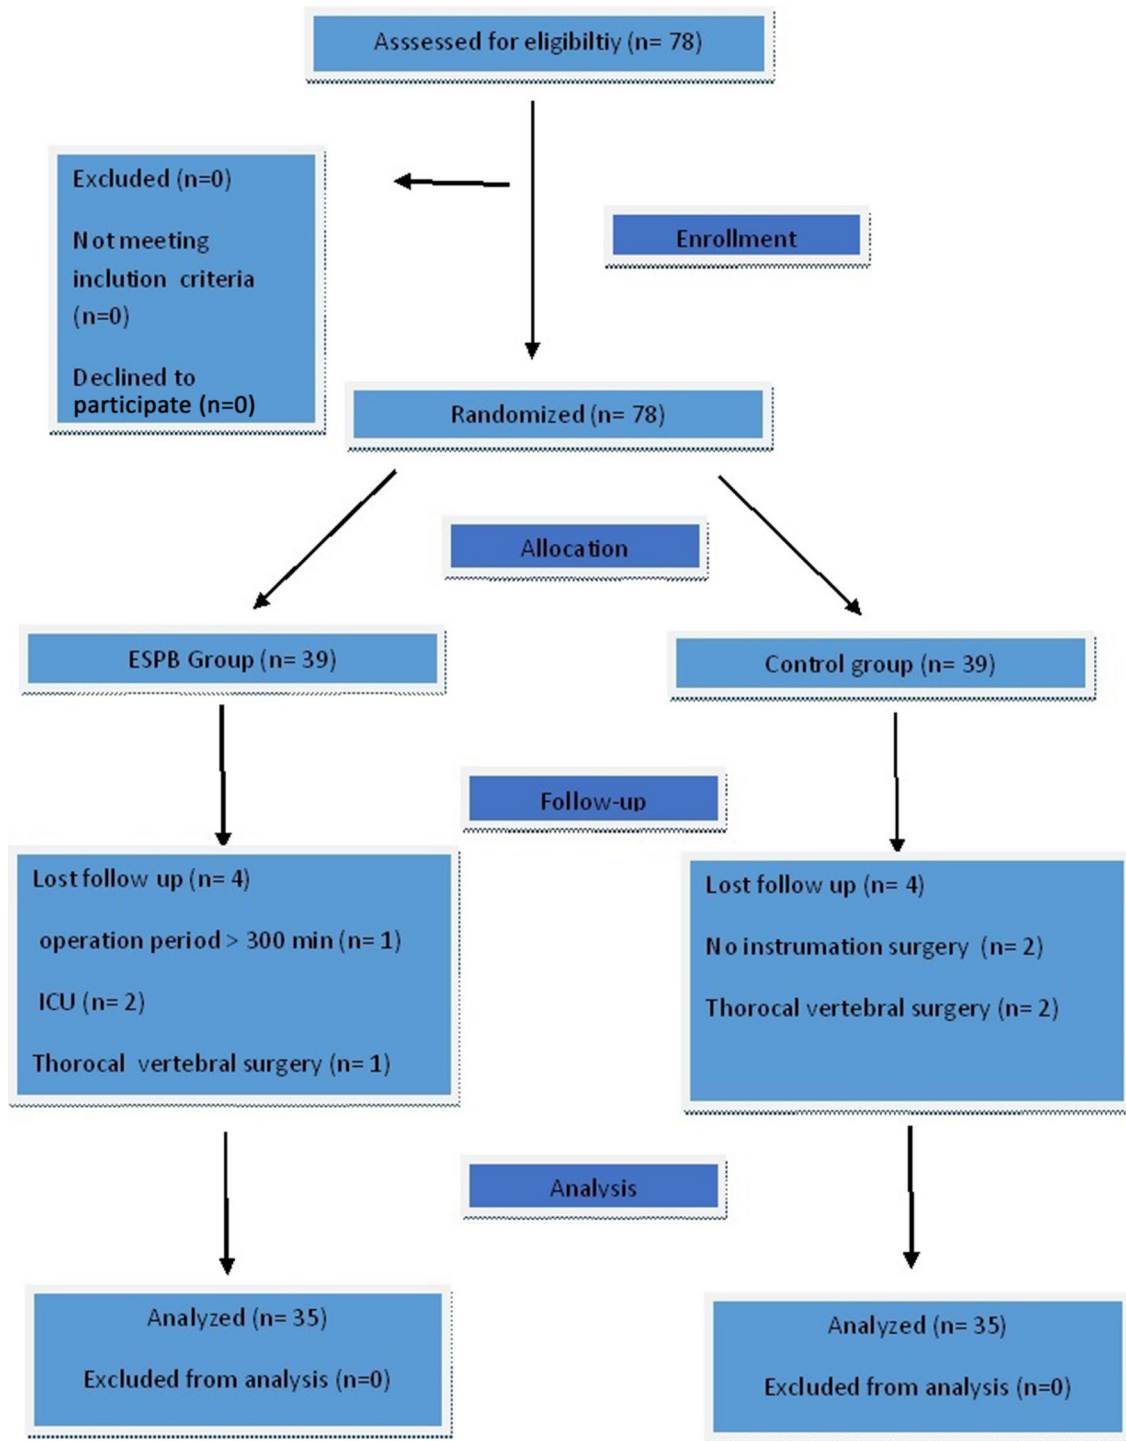 Asssessed for eligibiltiy (n= 78)
Excluded (n=0)
Not meeting
inclution criteria
(n=0)
Declined to
participate (n=0)
Enrollment
Randomized (n= 78)
Allocation
ESPB Group (n= 39)
Control group (n= 39)
Follow-up
Lost follow up (n= 4)
operation period > 300 min (n= 1)
ICU (n= 2)
Thorocal vertebral surgery (n= 1)
Lost follow up (n= 4)
No instrumation surgery (n= 2)
Thorocal vertebral surgery (n= 2)
Analysis
Analyzed (n= 35)
Excluded from analysis (n=0)
Analyzed (n= 35)
Excluded from analysis (n=0)